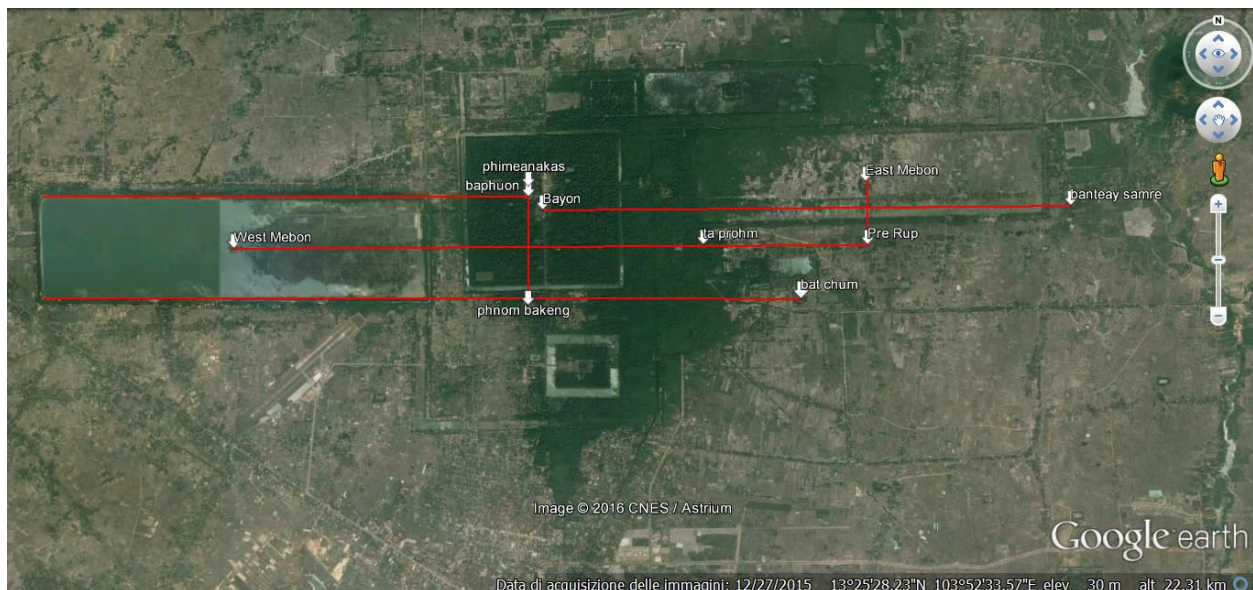 N
phimeanakas
East Mebon
baphuon
Bayon
banteay samre
West Mebon
ta prohm
Pre Rup
bat chum
phnom bakeng
Image © 2016 CNES / Astrium
Google earth
Data di acquisizione delle immagini: 12/27/2015 13°25'28.23"N 103°52'33.57"E elev 30 m alt 22.31 km